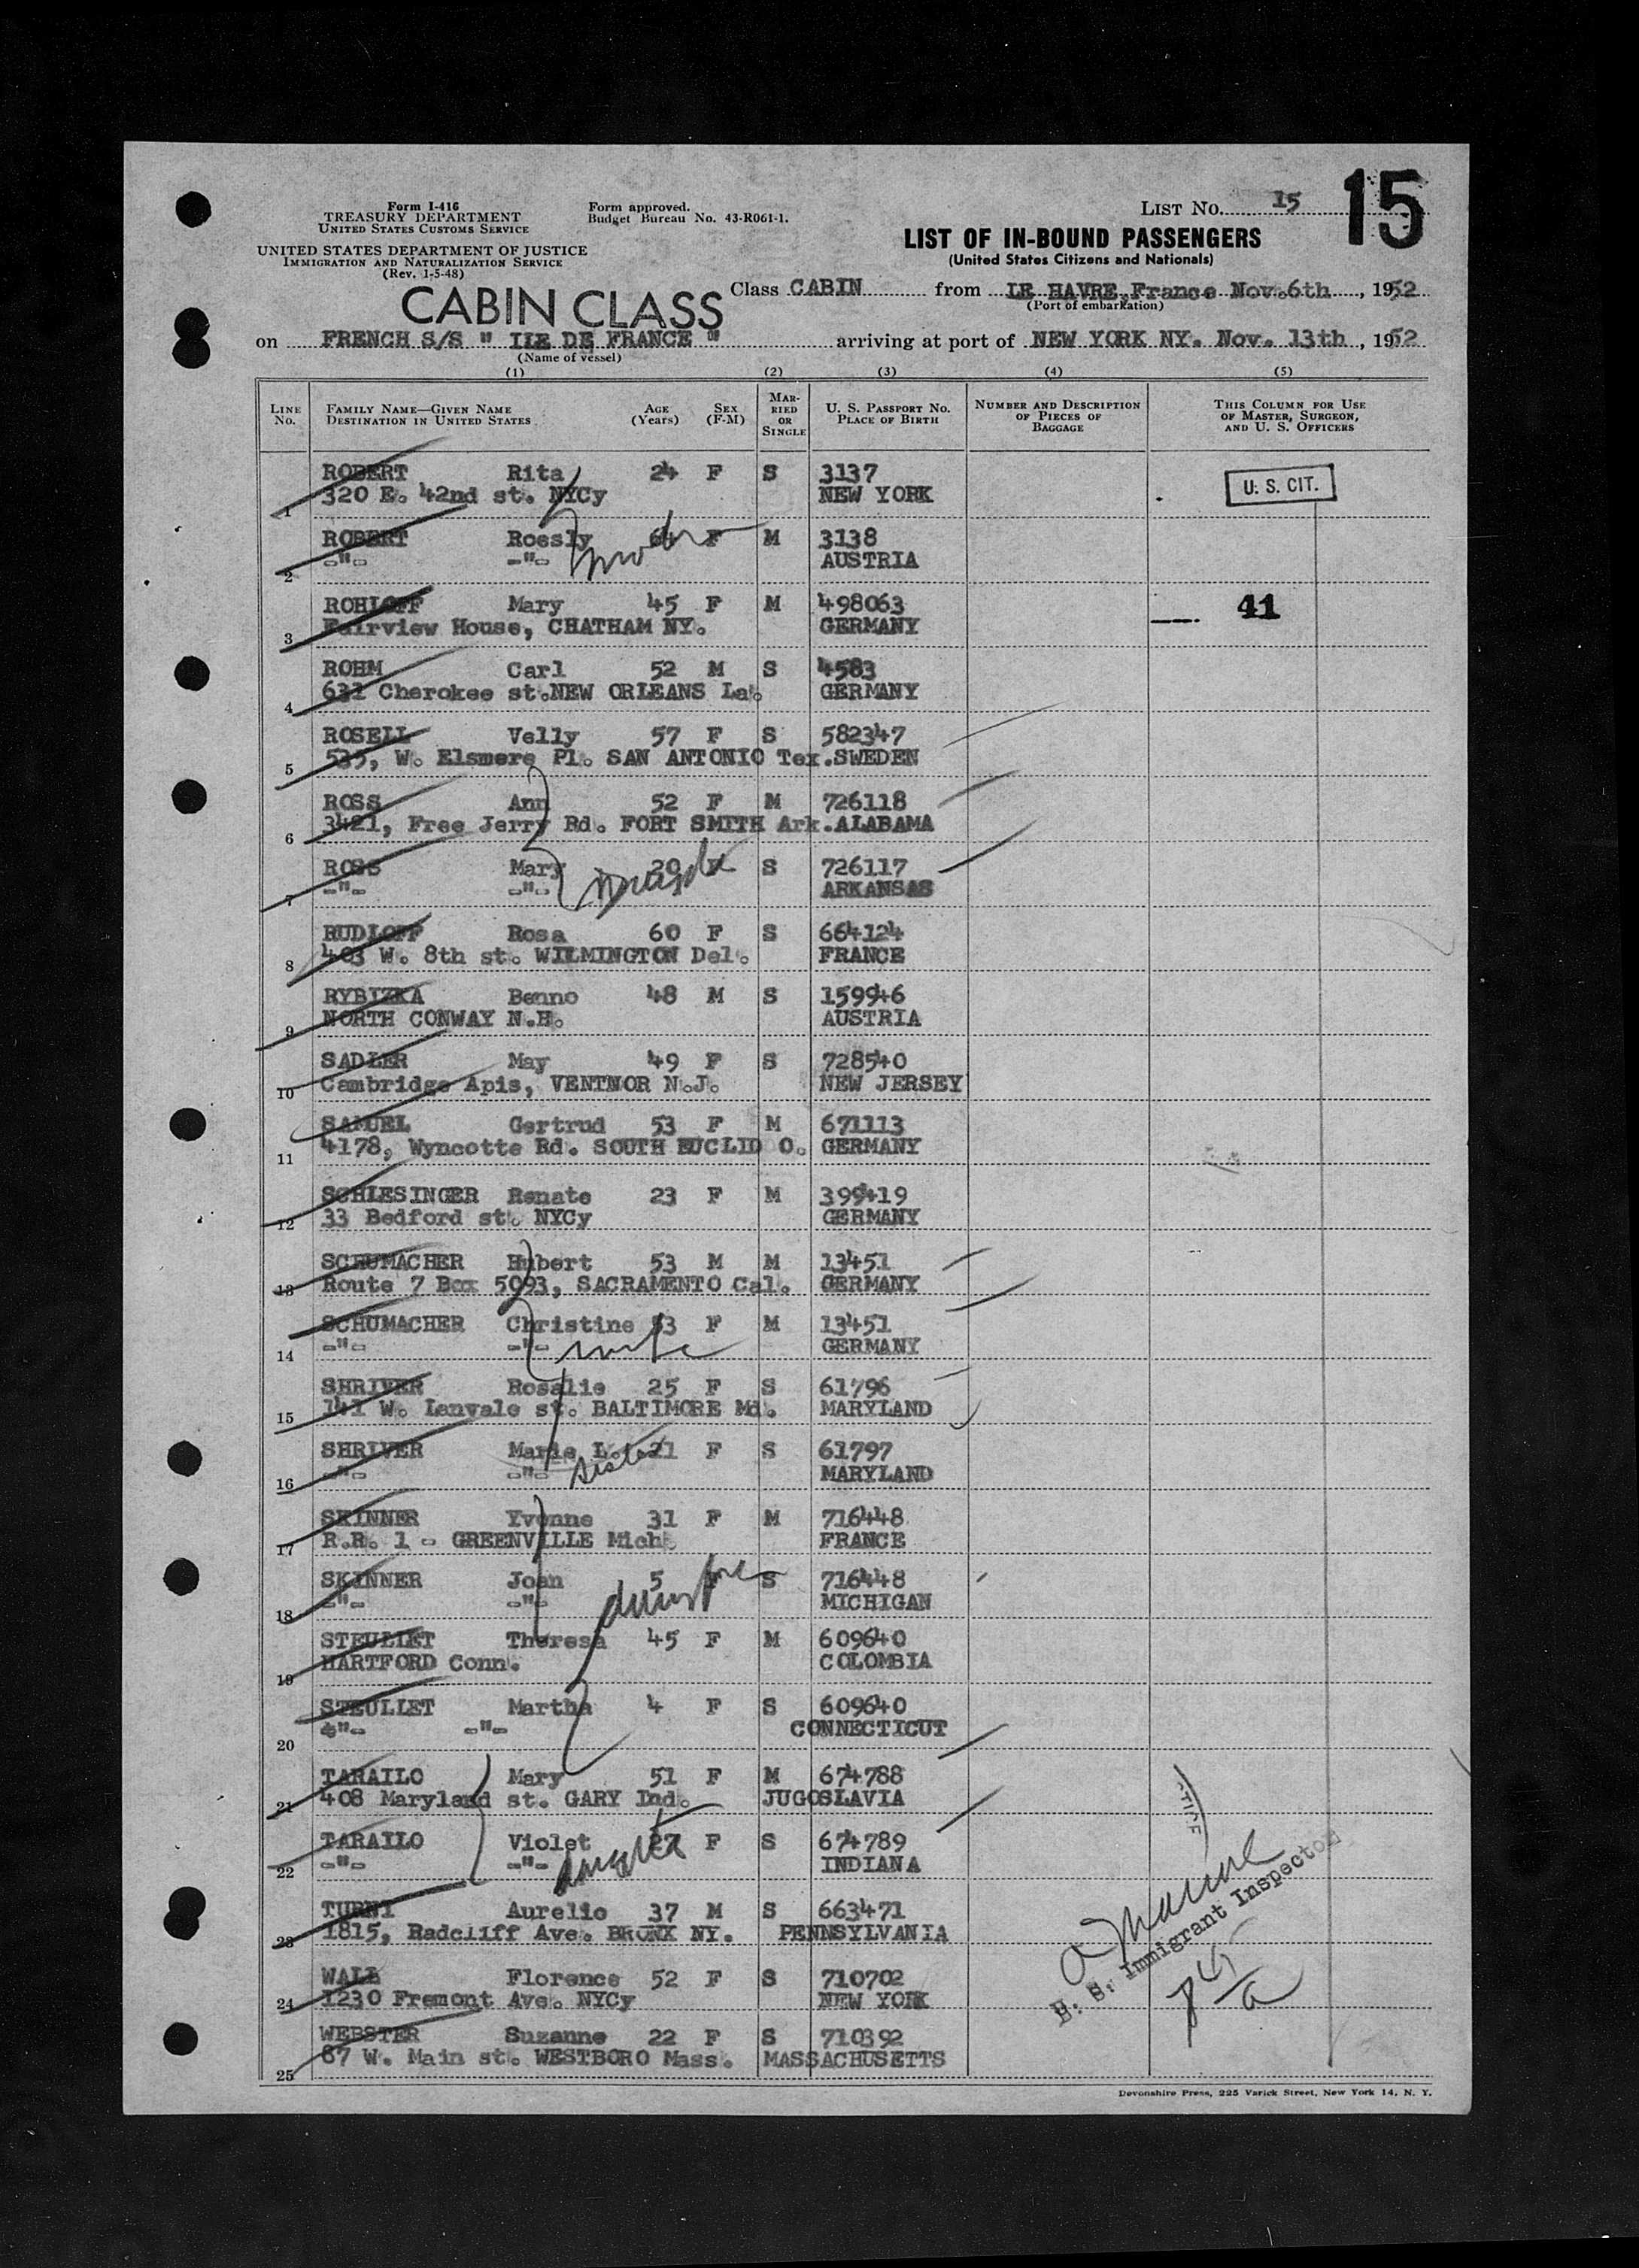 Form I-416
TREASURY DEPARTMENT
UNITED STATES CUSTOMS SERVICE
UNITED STATES DEPARTMENT OF JUSTICE
IMMIGRATION AND NATURALIZATION SERVICE
(Rev. 1-5-48)
Form approved.
Budget Bureau No. 43-R061-1.
LIST NO. 15
15
LIST OF IN-BOUND PASSENGERS
(United States Citizens and Nationals)
CABIN CLASS
Class CABIN from LE HAVRE, France Nov. 6th, 1952
(Port of embarkation)
on FRENCH S/S " ILE DE FRANCE " arriving at port of NEW YORK NY. Nov. 13th, 1952
(Name of vessel)
(1) (2) (3) (4) (5)
LINE No. FAMILY NAME—GIVEN NAME DESTINATION IN UNITED STATES AGE (Years) SEX (F-M) MARRIED OR SINGLE U. S. PASSPORT NO. PLACE OF BIRTH NUMBER AND DESCRIPTION OF PIECES OF BAGGAGE THIS COLUMN FOR USE OF MASTER, SURGEON, AND U. S. OFFICERS
ROBERT Rita 24 F S 3137 U. S. CIT.
1 320 E. 42nd st. NYCy NEW YORK
ROBERT Roesly 64 F M 3138
2 -"- -"- mother AUSTRIA
ROHLOFF Mary 45 F M 498063 41
3 Fairview House, CHATHAM NY. GERMANY
ROHM Carl 52 M S 4583
4 631 Cherokee st. NEW ORLEANS La. GERMANY
ROSELL Velly 57 F S 582347
5 535, W. Elsmere Pl. SAN ANTONIO Tex. SWEDEN
ROSS Ann 52 F M 726118
6 3421, Free Jerry Rd. FORT SMITH Ark. ALABAMA
ROSS Mary 20 F S 726117
7 -"- -"- ARKANSAS
RUDLOFF Rosa 60 F S 664124
8 403 W. 8th st. WILMINGTON Del. FRANCE
RYBIZKA Benno 48 M S 159946
9 NORTH CONWAY N.H. AUSTRIA
SADLER May 49 F S 728540
10 Cambridge Apts, VENTNOR N.J. NEW JERSEY
SAMUEL Gertrud 53 F M 671113
11 4178, Wyncotte Rd. SOUTH EUCLID O. GERMANY
SCHLESINGER Renate 23 F M 399419
12 33 Bedford st. NYCy GERMANY
SCHUMACHER Hubert 53 M M 13451
13 Route 7 Box 5093, SACRAMENTO Cal. GERMANY
SCHUMACHER Christine 53 F M 13451
14 -"- -"- wife GERMANY
SHRIVER Rosalie 25 F S 61796
15 141 W. Lanvale st. BALTIMORE Md. MARYLAND
SHRIVER Marie L. 21 F S 61797
16 -"- -"- sister MARYLAND
SKINNER Yvonne 31 F M 716448
17 R.R. 1 - GREENVILLE Mich. FRANCE
SKINNER Joan 5 F S 716448
18 -"- -"- daughter MICHIGAN
STEULLET Theresa 45 F M 609640
19 HARTFORD Conn. COLOMBIA
STEULLET Martha 4 F S 609640
20 -"- -"- CONNECTICUT
TARAILO Mary 51 F M 674788
21 408 Maryland st. GARY Ind. JUGOSLAVIA
TARAILO Violet 27 F S 674789
22 -"- -"- daughter INDIANA
TURNI Aurelio 37 M S 663471
23 1815, Radcliff Ave. BRONX NY. PENNSYLVANIA
WALL Florence 52 F S 710702
24 1230 Fremont Ave. NYCy NEW YORK
WEBSTER Suzanne 22 F S 710392
25 67 W. Main st. WESTBORO Mass. MASSACHUSETTS
U. S. Immigrant Inspector
Devonshire Press, 225 Varick Street, New York 14, N. Y.